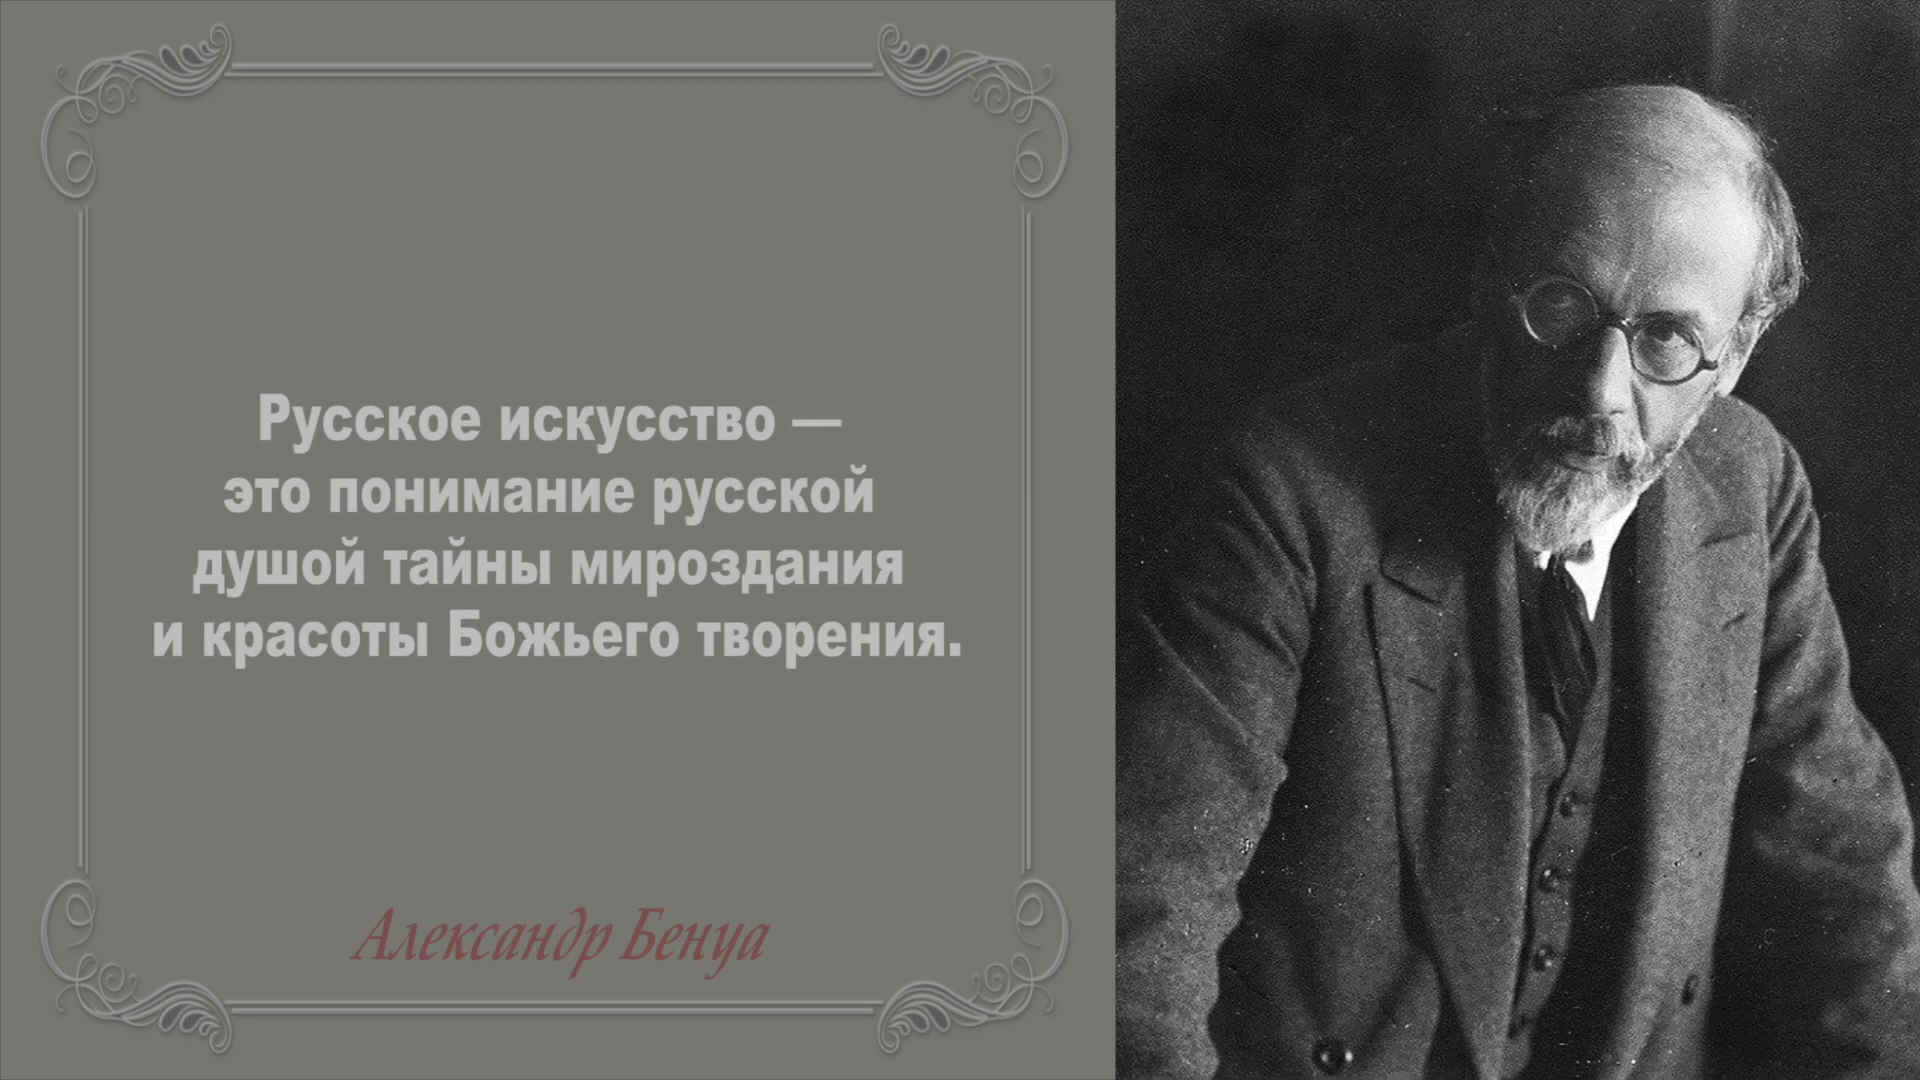 Русское искусство —
это понимание русской
душой тайны мироздания
и красоты Божьего творения.
Александр Бенуа